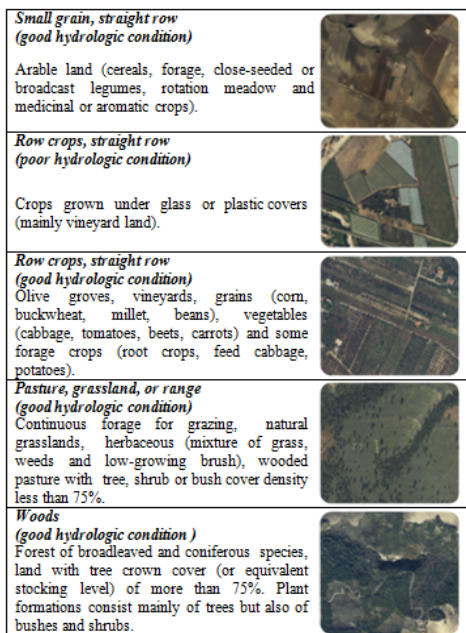 Small grain, straight row
(good hydrologic condition)
Arable land (cereals, forage, close-seeded or
broadcast legumes, rotation meadow and
medicinal or aromatic crops).
Row crops, straight row
(poor hydrologic condition)
Crops grown under glass or plastic covers
(mainly vineyard land).
Row crops, straight row
(good hydrologic condition)
Olive groves, vineyards, grains (corn,
buckwheat, millet, beans), vegetables
(cabbage, tomatoes, beets, carrots) and some
forage crops (root crops, feed cabbage,
potatoes).
Pasture, grassland, or range
(good hydrologic condition)
Continuous forage for grazing, natural
grasslands, herbaceous (mixture of grass,
weeds and low-growing brush), wooded
pasture with tree, shrub or bush cover density
less than 75%.
Woods
(good hydrologic condition )
Forest of broadleaved and coniferous species,
land with tree crown cover (or equivalent
stocking level) of more than 75%. Plant
formations consist mainly of trees but also of
bushes and shrubs.